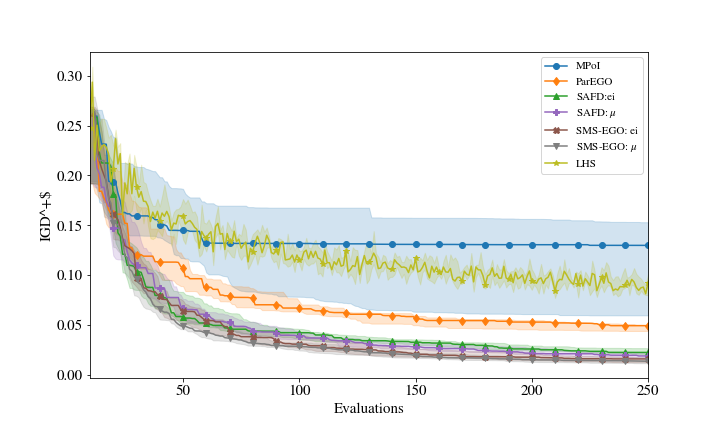 0.30
0.25
0.20
0.15
0.10
0.05
0.00
IGD^+$
50
100
150
200
250
Evaluations
MPoI
ParEGO
SAFD:ei
SAFD: μ
SMS-EGO: ei
SMS-EGO: μ
LHS